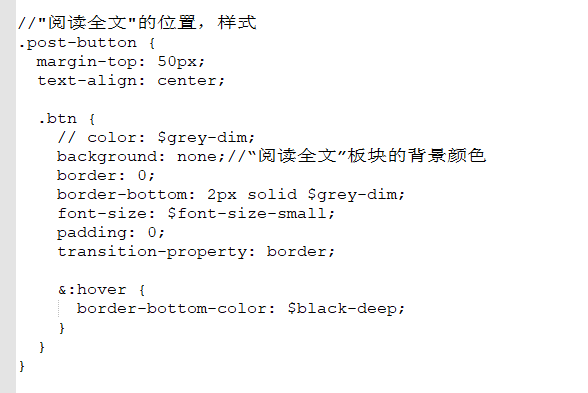 //"阅读全文"的位置，样式
.post-button {
  margin-top: 50px;
  text-align: center;

  .btn {
    // color: $grey-dim;
    background: none;//“阅读全文”板块的背景颜色
    border: 0;
    border-bottom: 2px solid $grey-dim;
    font-size: $font-size-small;
    padding: 0;
    transition-property: border;

    &:hover {
      border-bottom-color: $black-deep;
    }
  }
}